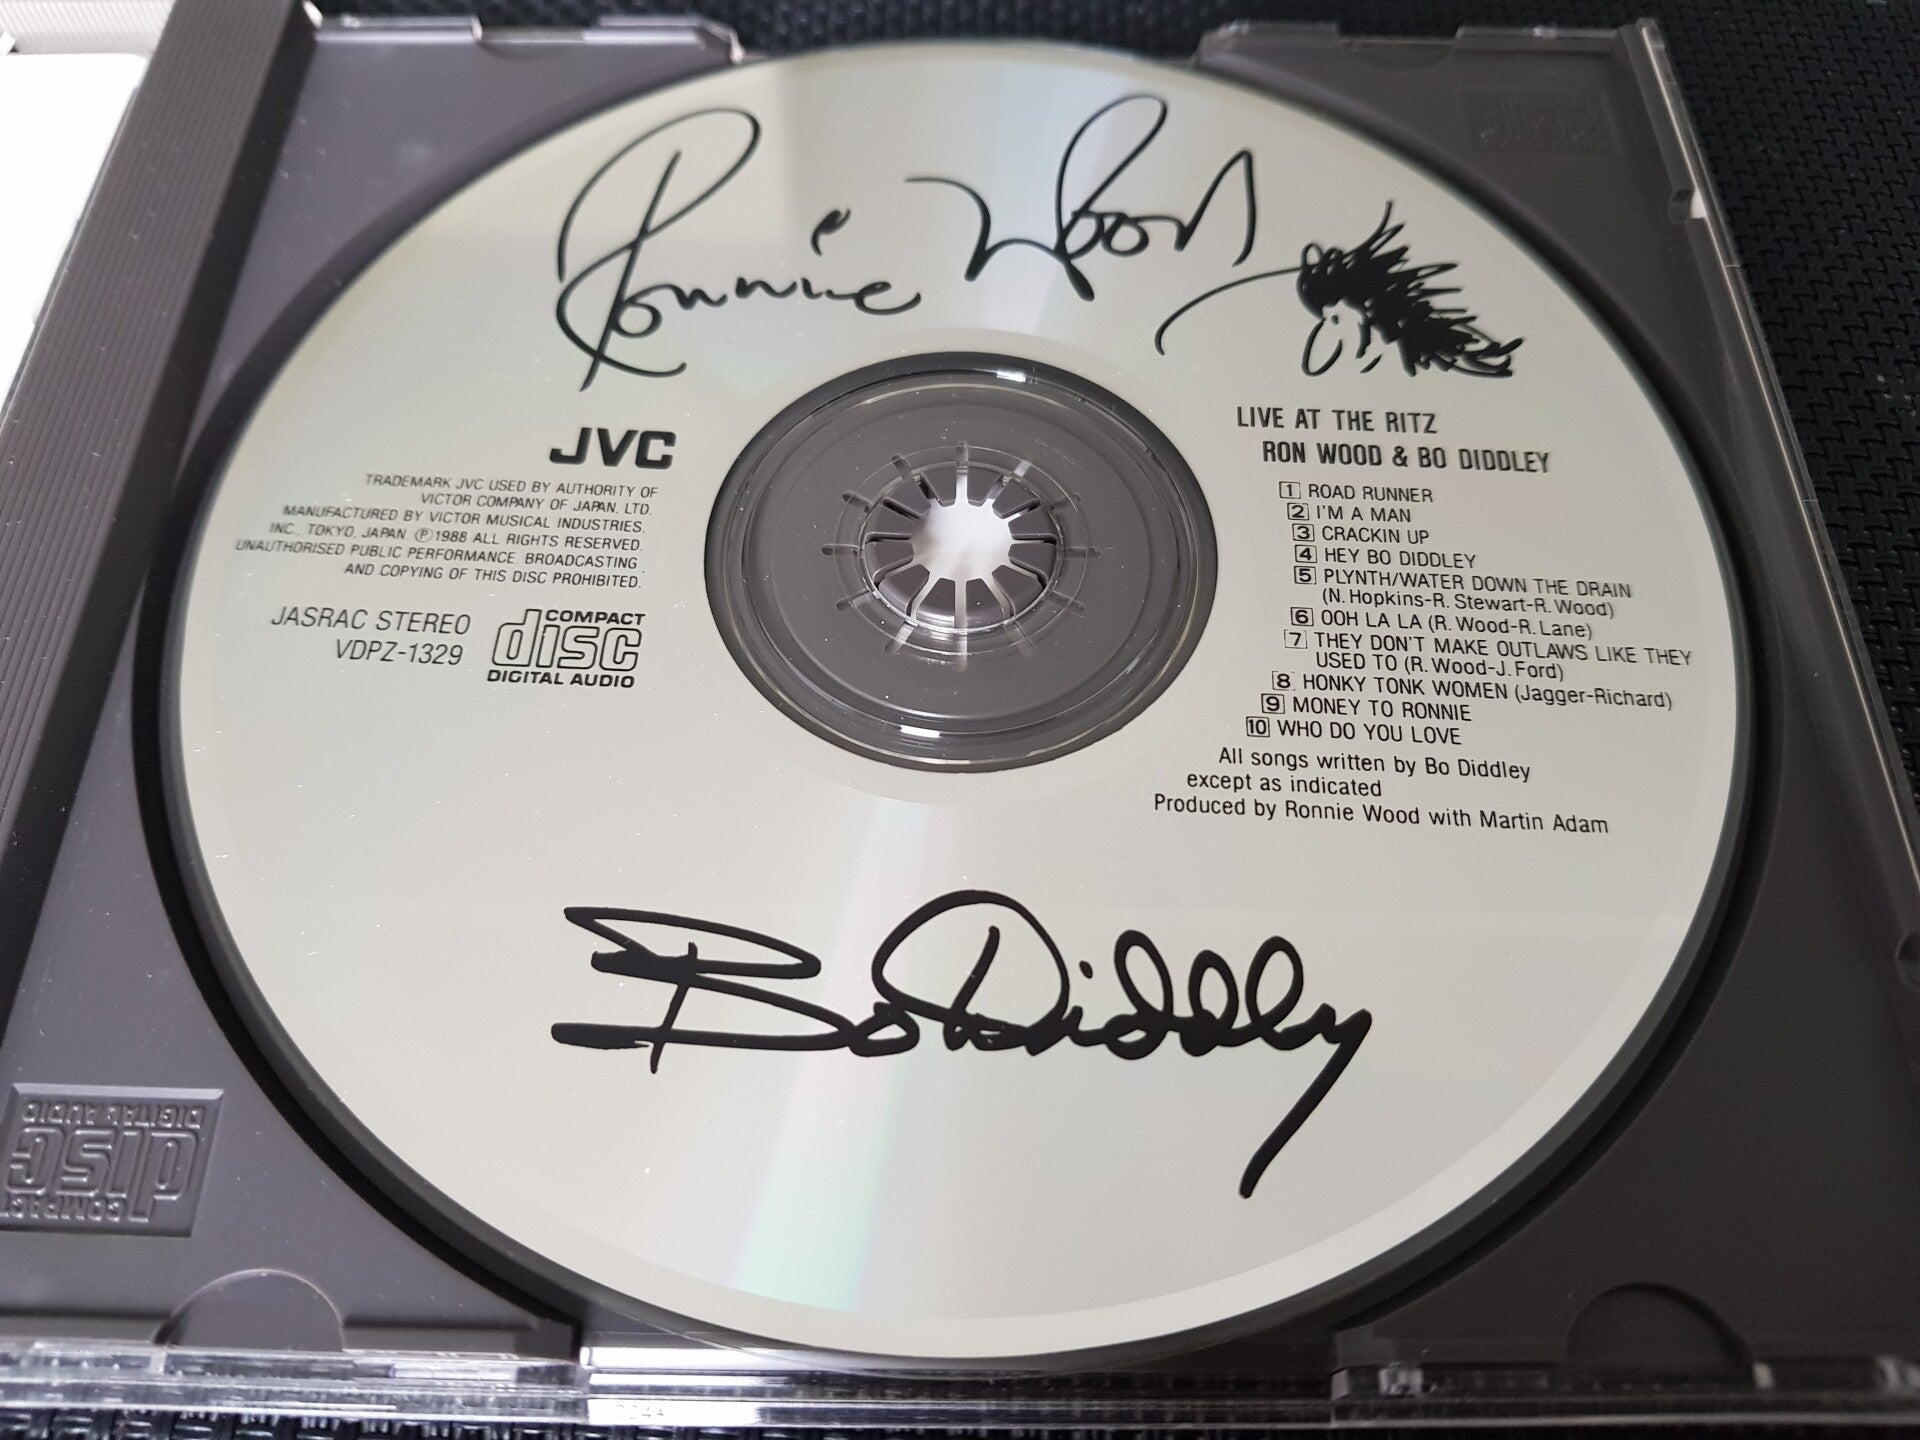 Ronnie Wood
JVC
TRADEMARK JVC USED BY AUTHORITY OF
VICTOR COMPANY OF JAPAN, LTD.
MANUFACTURED BY VICTOR MUSICAL INDUSTRIES.
INC., TOKYO, JAPAN. Ⓟ1988 ALL RIGHTS RESERVED.
UNAUTHORISED PUBLIC PERFORMANCE BROADCASTING
AND COPYING OF THIS DISC PROHIBITED.
JASRAC STEREO
VDPZ-1329
COMPACT
disc
DIGITAL AUDIO
LIVE AT THE RITZ
RON WOOD & BO DIDDLEY
1 ROAD RUNNER
2 I'M A MAN
3 CRACKIN UP
4 HEY BO DIDDLEY
5 PLYNTH/WATER DOWN THE DRAIN
(N. Hopkins-R. Stewart-R. Wood)
6 OOH LA LA (R. Wood-R. Lane)
7 THEY DON'T MAKE OUTLAWS LIKE THEY
USED TO (R. Wood-J. Ford)
8 HONKY TONK WOMEN (Jagger-Richard)
9 MONEY TO RONNIE
10 WHO DO YOU LOVE
All songs written by Bo Diddley
except as indicated
Produced by Ronnie Wood with Martin Adam
Bo Diddley
COMPACT
disc
DIGITAL AUDIO